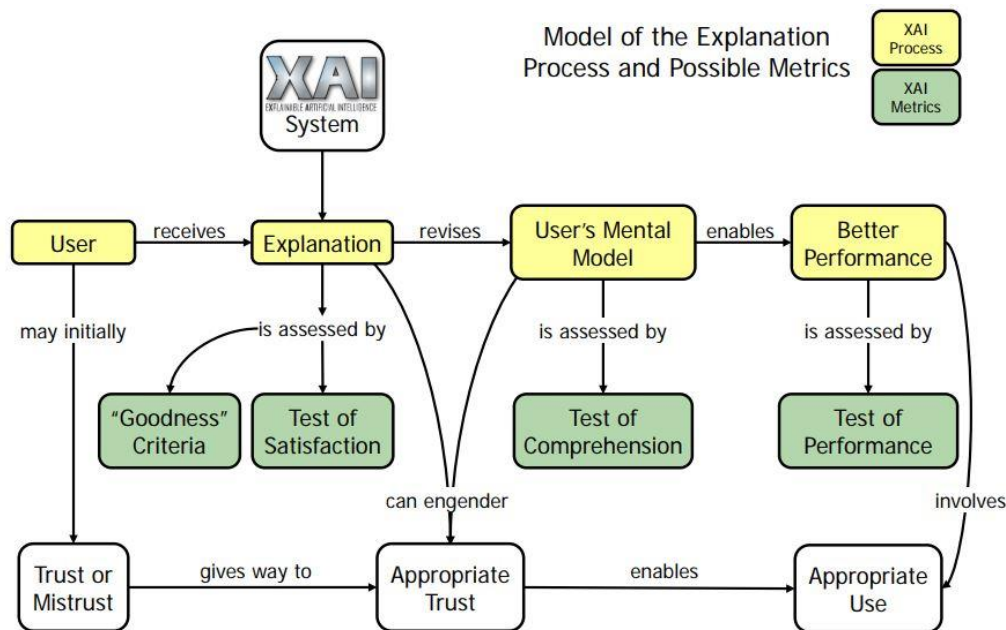 Model of the Explanation
Process and Possible Metrics
XAI
Process
XAI
Metrics
XAI
EXPLAINABLE ARTIFICIAL INTELLIGENCE
System
User
receives
Explanation
revises
User's Mental
Model
enables
Better
Performance
may initially
is assessed by
is assessed by
is assessed by
"Goodness"
Criteria
Test of
Satisfaction
Test of
Comprehension
Test of
Performance
can engender
involves
Trust or
Mistrust
gives way to
Appropriate
Trust
enables
Appropriate
Use